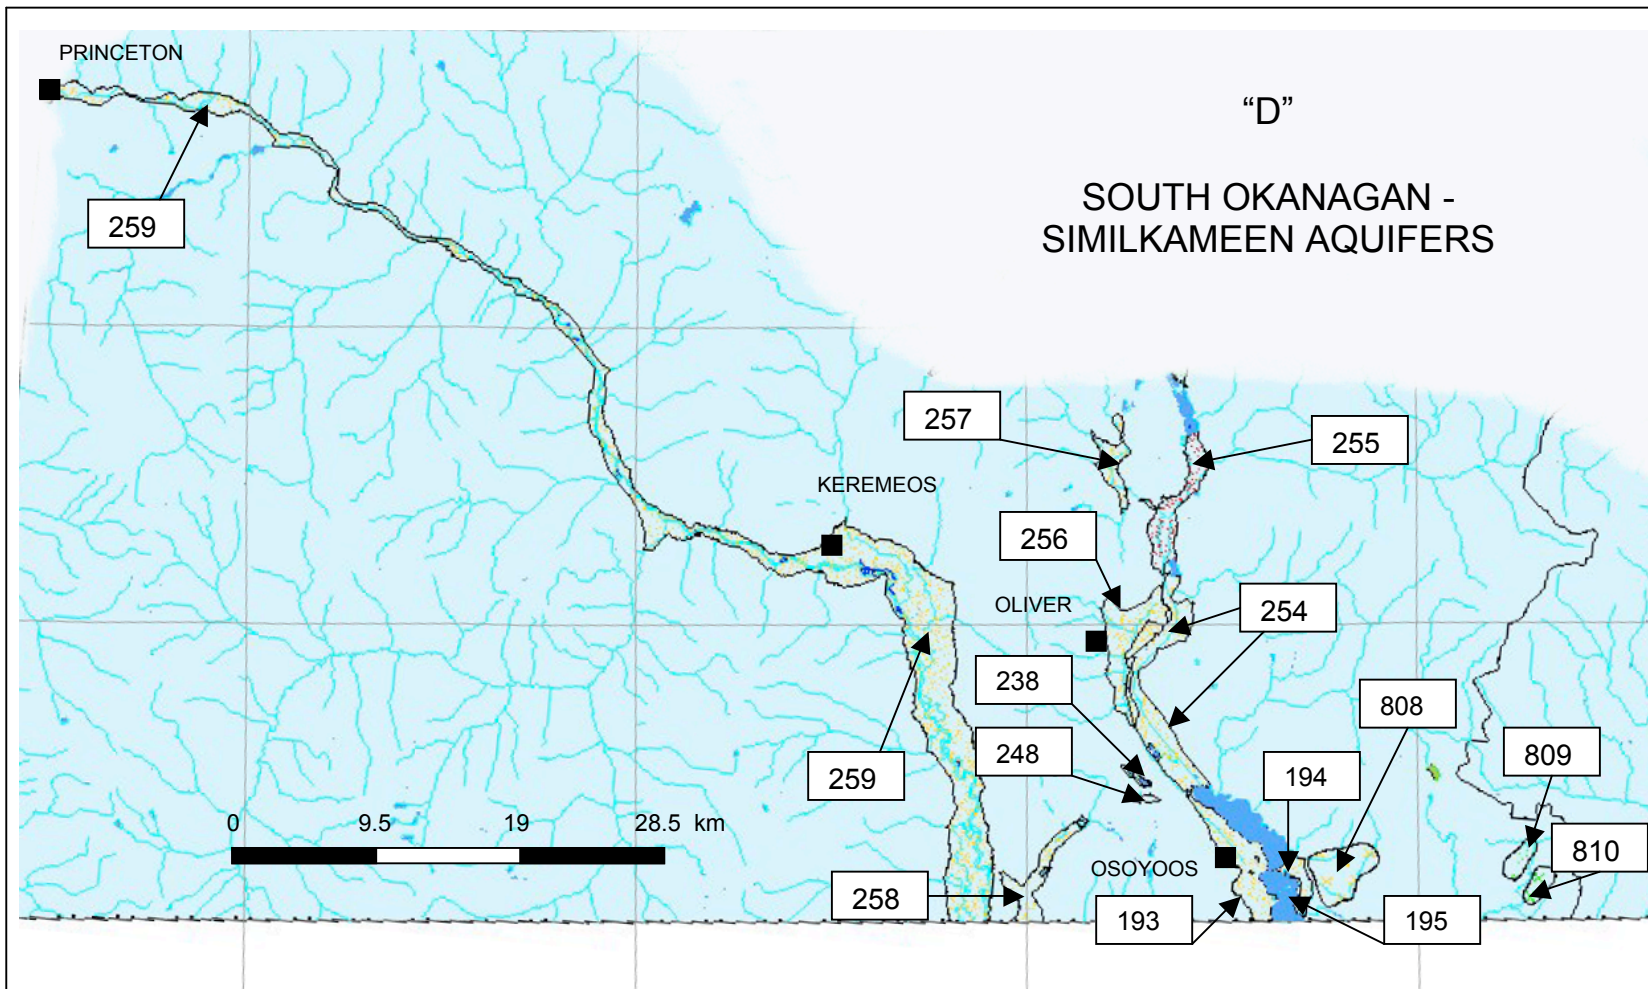 PRINCETON
“D”
SOUTH OKANAGAN -
SIMILKAMEEN AQUIFERS
259
257
255
KEREMEOS
256
OLIVER
254
238
808
248
259
194
809
0 9.5 19 28.5 km
810
OSOYOOS
258
193
195